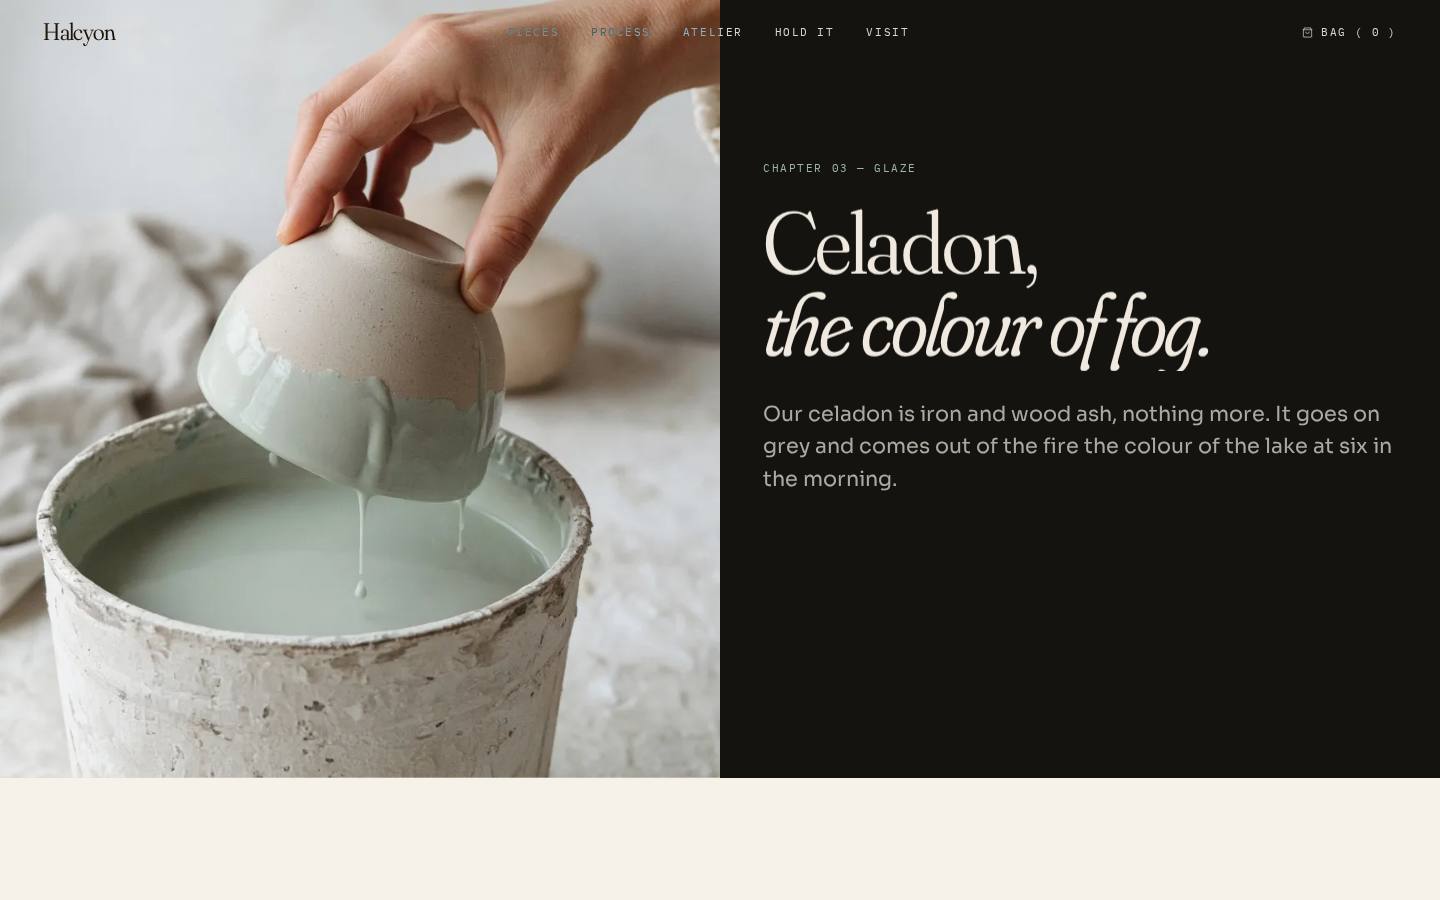 Halcyon
PIECES PROCESS ATELIER HOLD IT VISIT
BAG ( 0 )
CHAPTER 03 — GLAZE
Celadon,
the colour of fog.
Our celadon is iron and wood ash, nothing more. It goes on
grey and comes out of the fire the colour of the lake at six in
the morning.